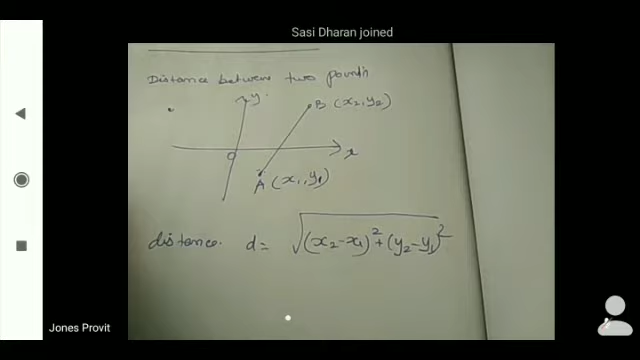 Sasi Dharan joined
Distance between two points
y
B (x₂, y₂)
O
x
A (x₁, y₁)
distance. d = √(x₂-x₁)²+(y₂-y₁)²
Jones Provit